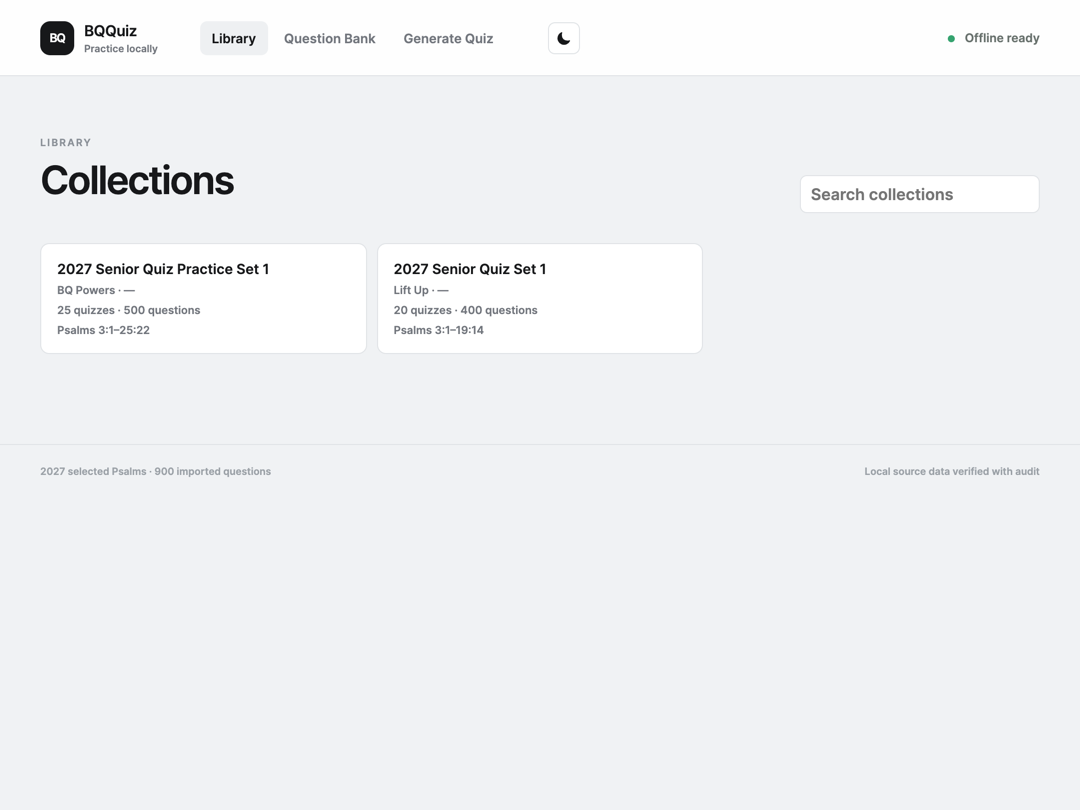 BQ
BQQuiz
Practice locally
Library
Question Bank
Generate Quiz
Offline ready
LIBRARY
Collections
Search collections
2027 Senior Quiz Practice Set 1
BQ Powers · —
25 quizzes · 500 questions
Psalms 3:1–25:22
2027 Senior Quiz Set 1
Lift Up · —
20 quizzes · 400 questions
Psalms 3:1–19:14
2027 selected Psalms · 900 imported questions
Local source data verified with audit